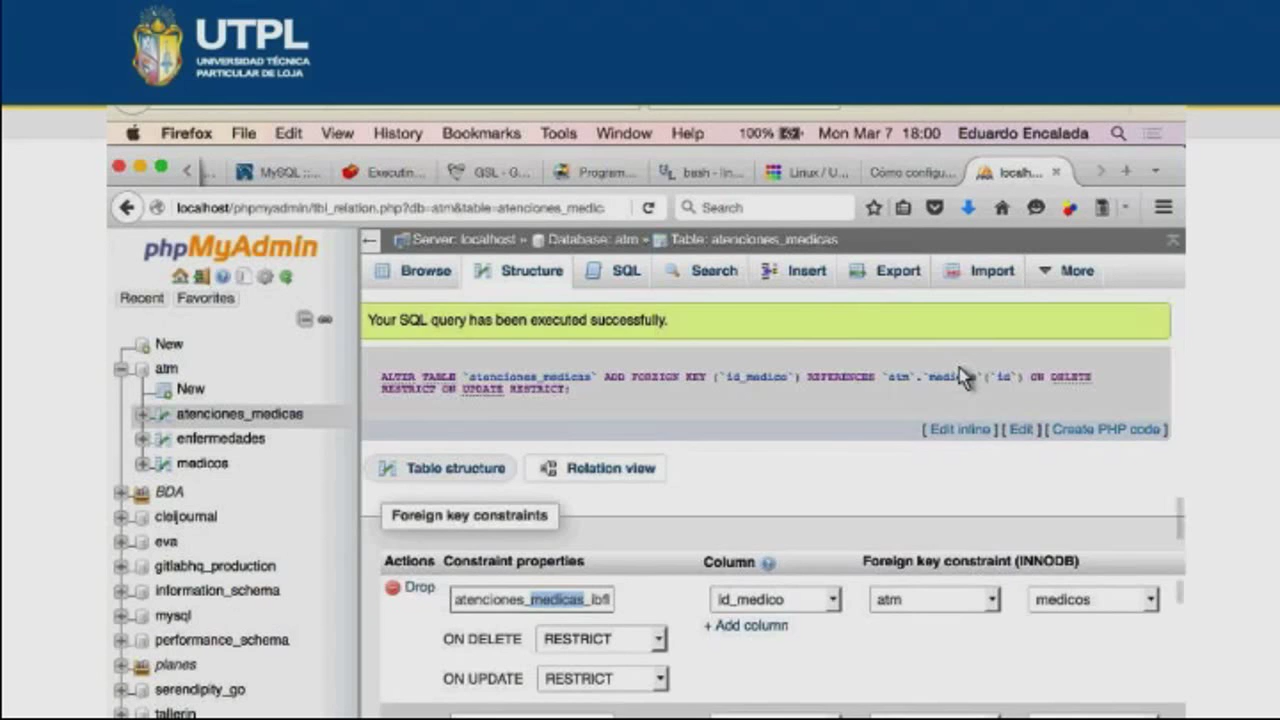 UTPL
UNIVERSIDAD TÉCNICA
PARTICULAR DE LOJA
Firefox File Edit View History Bookmarks Tools Window Help 100% Mon Mar 7 18:00 Eduardo Encalada
MySQL ::... Executin... GSL - G... Program... bash - lin... Linux / U... Cómo configu... localh...
localhost/phpmyadmin/tbl_relation.php?db=atm&table=atenciones_medic Search
phpMyAdmin
Server: localhost » Database: atm » Table: atenciones_medicas
Browse Structure SQL Search Insert Export Import More
Recent Favorites
Your SQL query has been executed successfully.
New
atm
New
atenciones_medicas
enfermedades
medicos
BDA
cleijournal
eva
gitlabhq_production
information_schema
mysql
performance_schema
planes
serendipity_go
tallerin
ALTER TABLE `atenciones_medicas` ADD FOREIGN KEY (`id_medico`) REFERENCES `atm`.`medic `(`id`) ON DELETE
RESTRICT ON UPDATE RESTRICT;
[ Edit inline ] [ Edit ] [ Create PHP code ]
Table structure Relation view
Foreign key constraints
Actions Constraint properties Column Foreign key constraint (INNODB)
Drop atenciones_medicas_ibfl id_medico atm medicos
+ Add column
ON DELETE RESTRICT
ON UPDATE RESTRICT